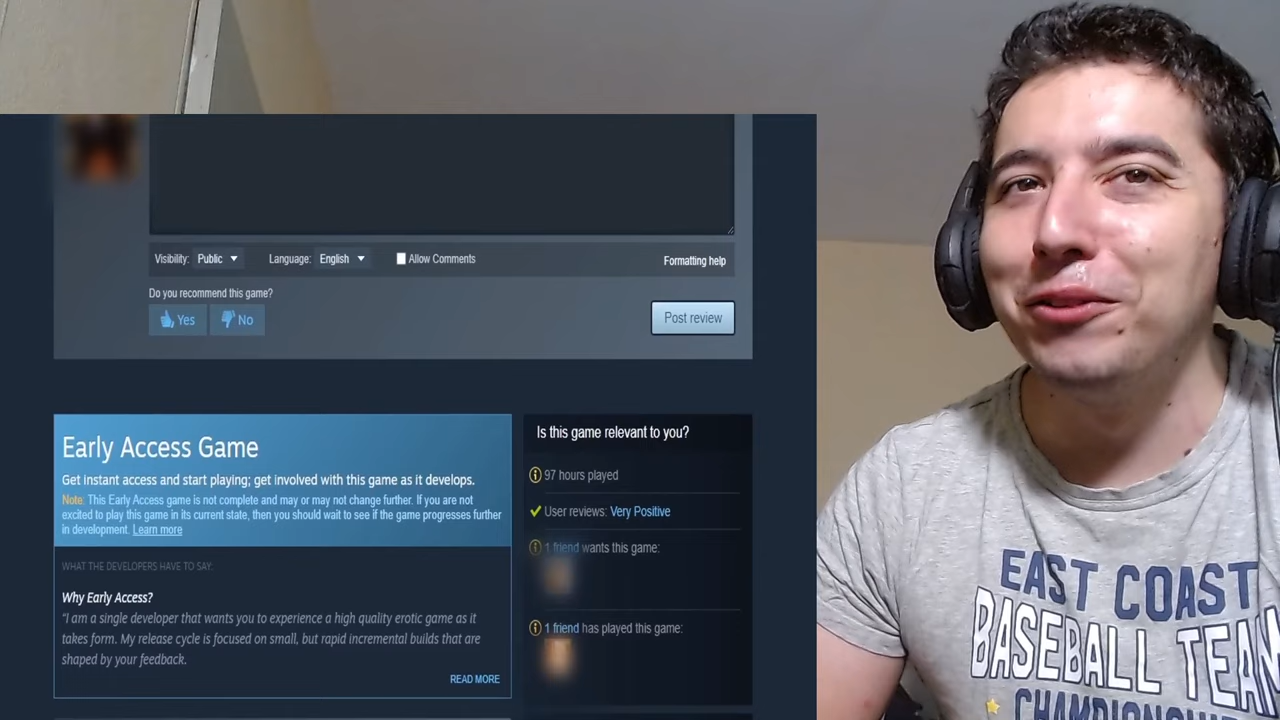 Visibility: Public Language: English Allow Comments Formatting help
Do you recommend this game?
Yes No Post review
Early Access Game
Get instant access and start playing; get involved with this game as it develops.
Note: This Early Access game is not complete and may or may not change further. If you are not
excited to play this game in its current state, then you should wait to see if the game progresses further
in development. Learn more
WHAT THE DEVELOPERS HAVE TO SAY:
Why Early Access?
“I am a single developer that wants you to experience a high quality erotic game as it
takes form. My release cycle is focused on small, but rapid incremental builds that are
shaped by your feedback.
READ MORE
Is this game relevant to you?
97 hours played
User reviews: Very Positive
1 friend wants this game:
1 friend has played this game:
EAST COAST
BASEBALL TEAM